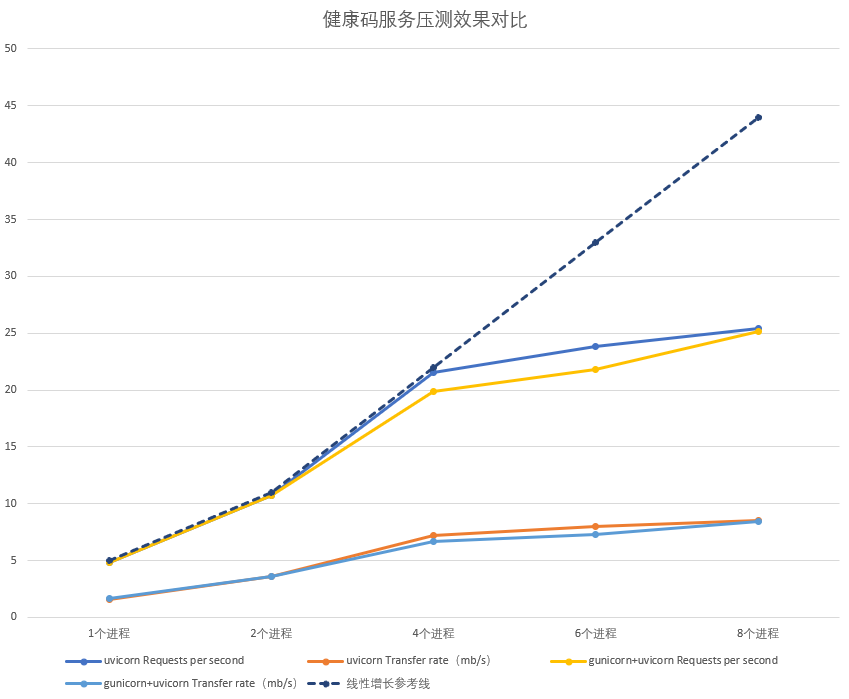 健康码服务压测效果对比
50
45
40
35
30
25
20
15
10
5
0
1个进程 2个进程 4个进程 6个进程 8个进程
uvicorn Requests per second uvicorn Transfer rate（mb/s） gunicorn+uvicorn Requests per second
gunicorn+uvicorn Transfer rate（mb/s） 线性增长参考线